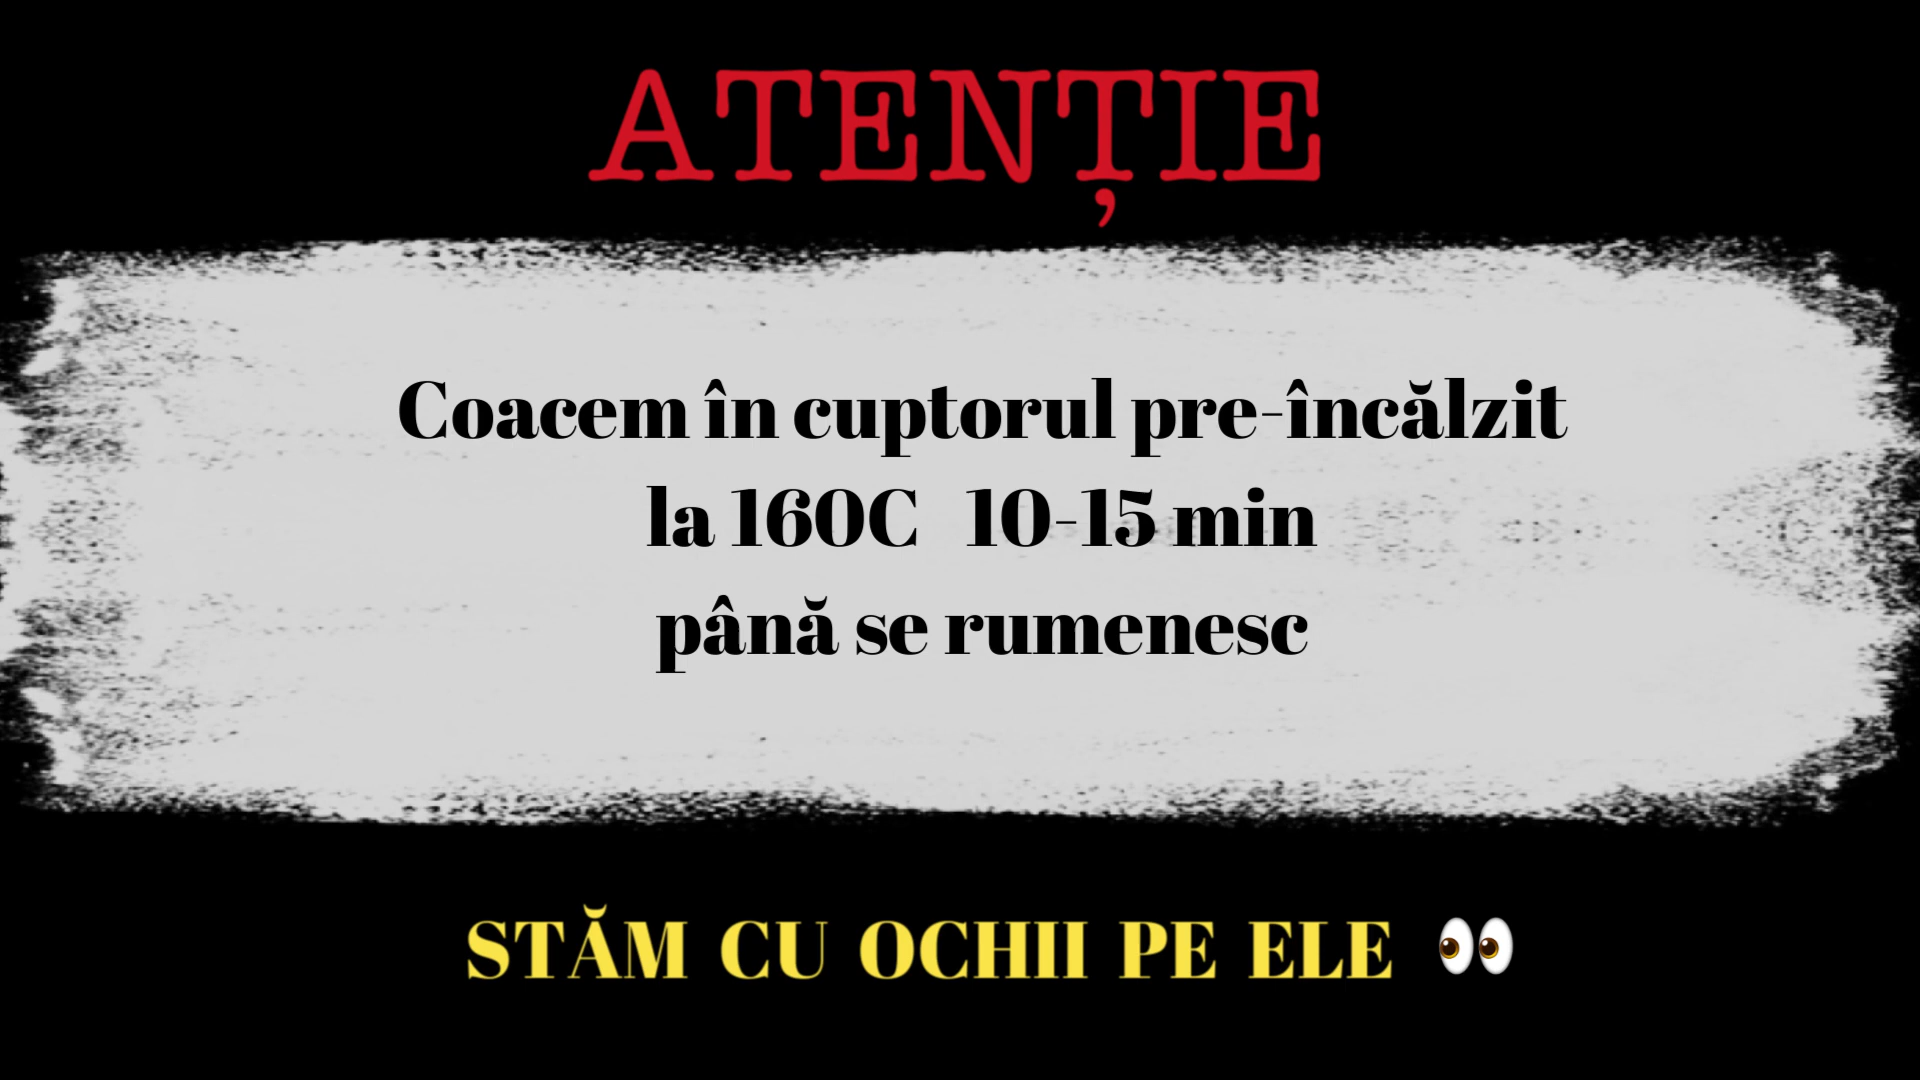 ATENȚIE
Coacem în cuptorul pre-încălzit
la 160C 10-15 min
până se rumenesc
STĂM CU OCHII PE ELE 👀